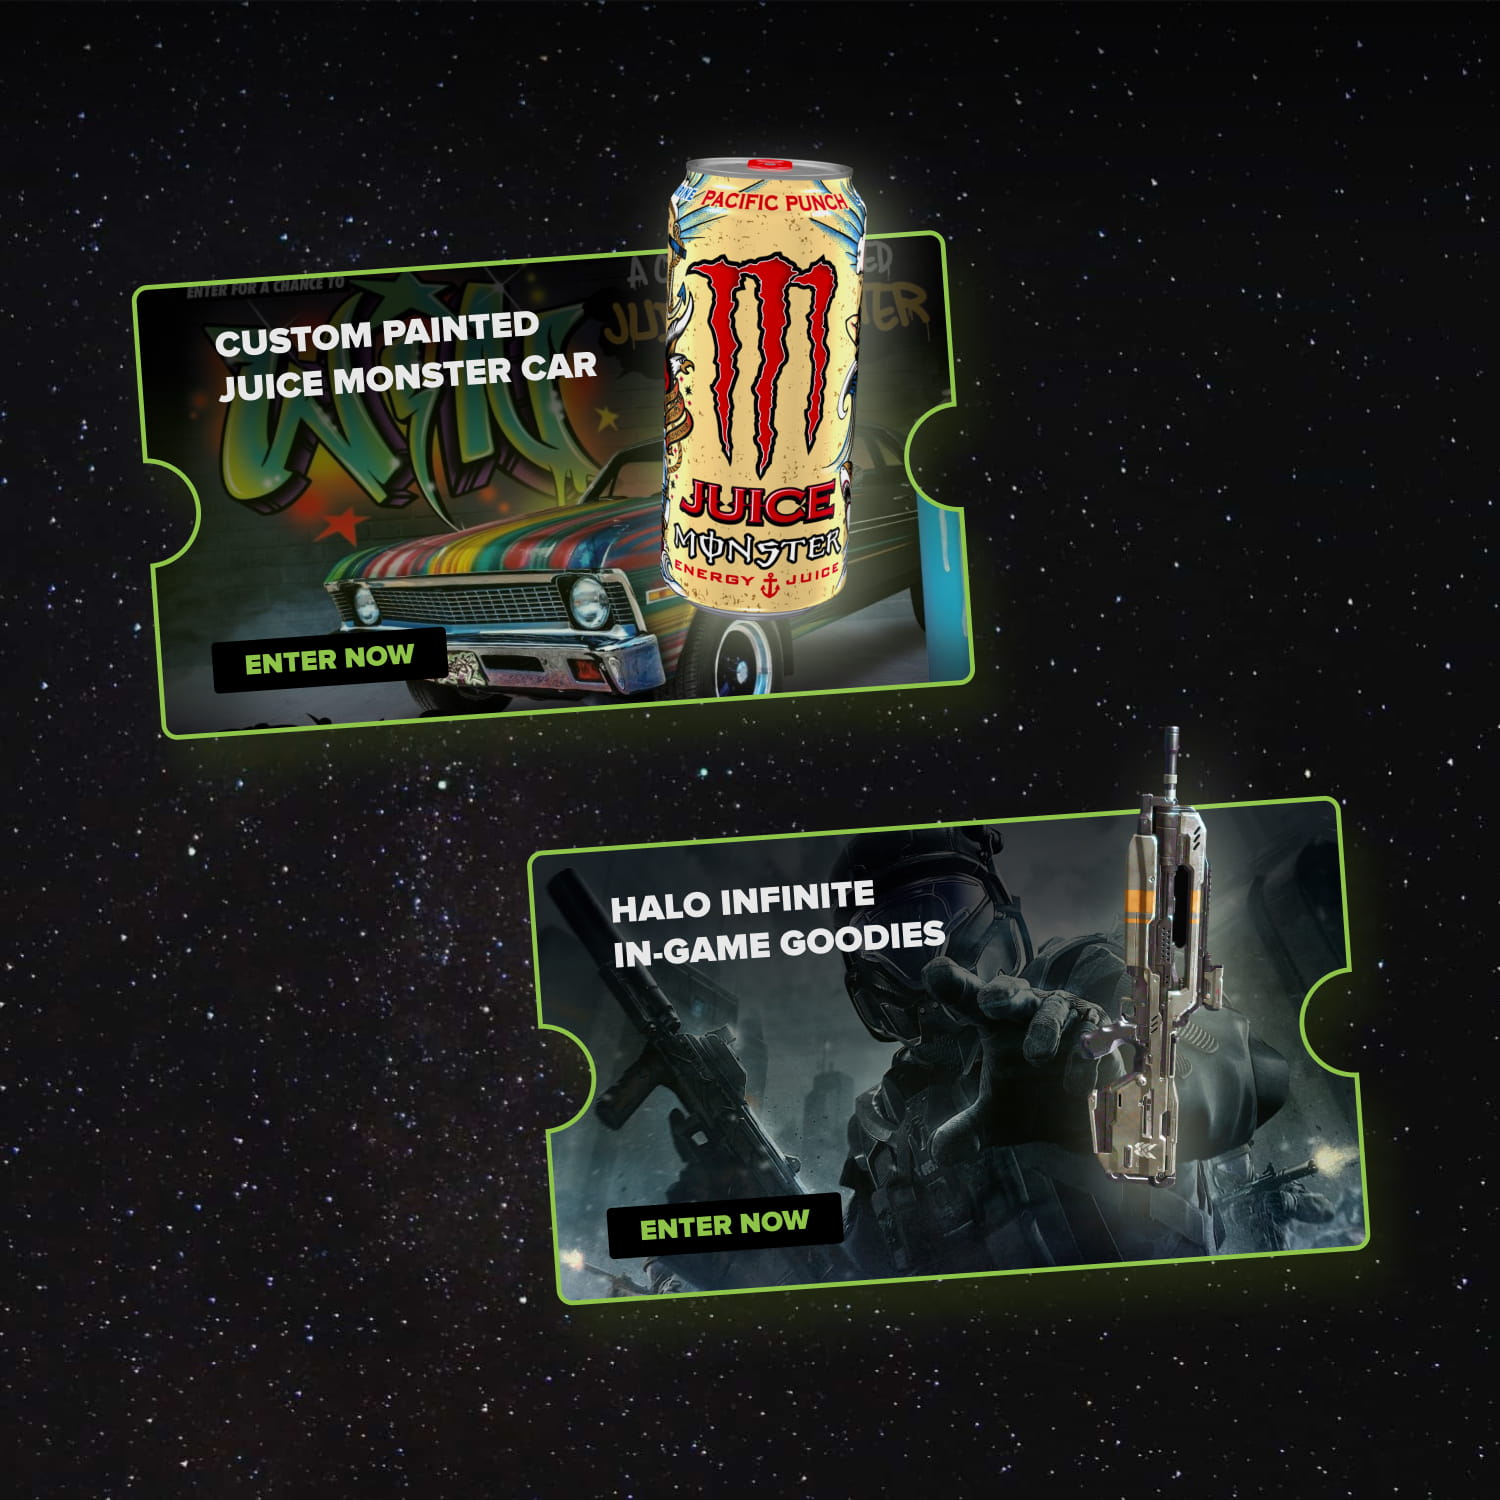 PACIFIC PUNCH
ENTER FOR A CHANCE TO
WIN
CUSTOM PAINTED
JUICE MONSTER CAR
JUICE
MONSTER
ENERGY JUICE
ENTER NOW
HALO INFINITE
IN-GAME GOODIES
ENTER NOW